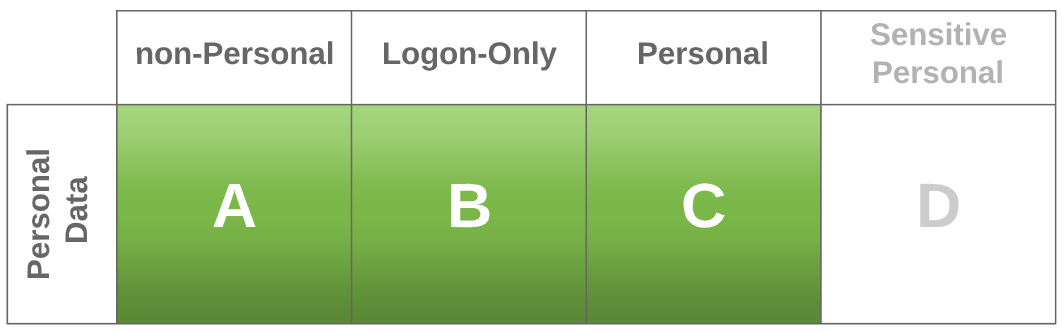 non-Personal
Logon-Only
Personal
Sensitive
Personal
Personal
Data
A
B
C
D